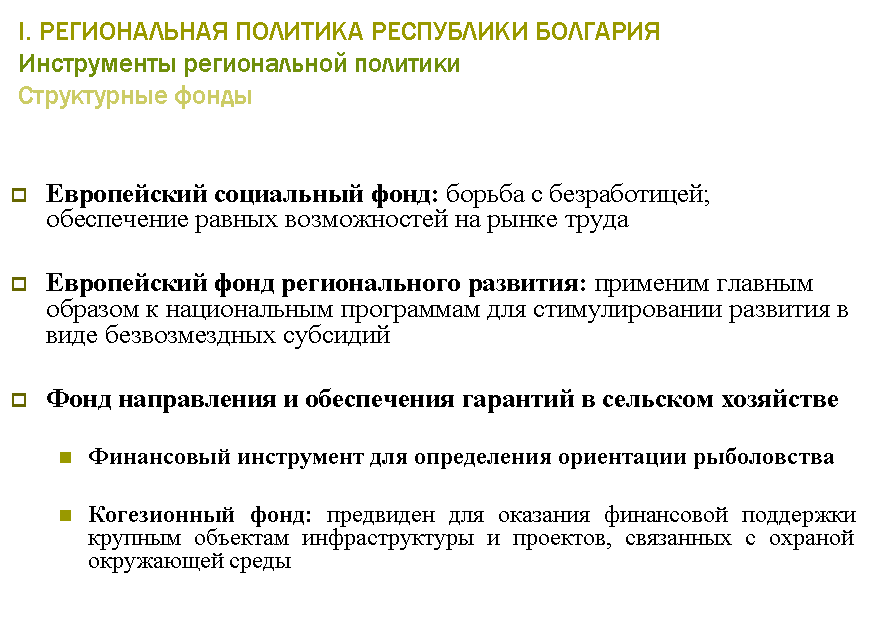 I. РЕГИОНАЛЬНАЯ ПОЛИТИКА РЕСПУБЛИКИ БОЛГАРИЯ
Инструменты региональной политики
Структурные фонды
Европейский социальный фонд: борьба с безработицей;
обеспечение равных возможностей на рынке труда
Европейский фонд регионального развития: применим главным
образом к национальным программам для стимулировании развития в
виде безвозмездных субсидий
Фонд направления и обеспечения гарантий в сельском хозяйстве
Финансовый инструмент для определения ориентации рыболовства
Когезионный фонд: предвиден для оказания финансовой поддержки
крупным объектам инфраструктуры и проектов, связанных с охраной
окружающей среды